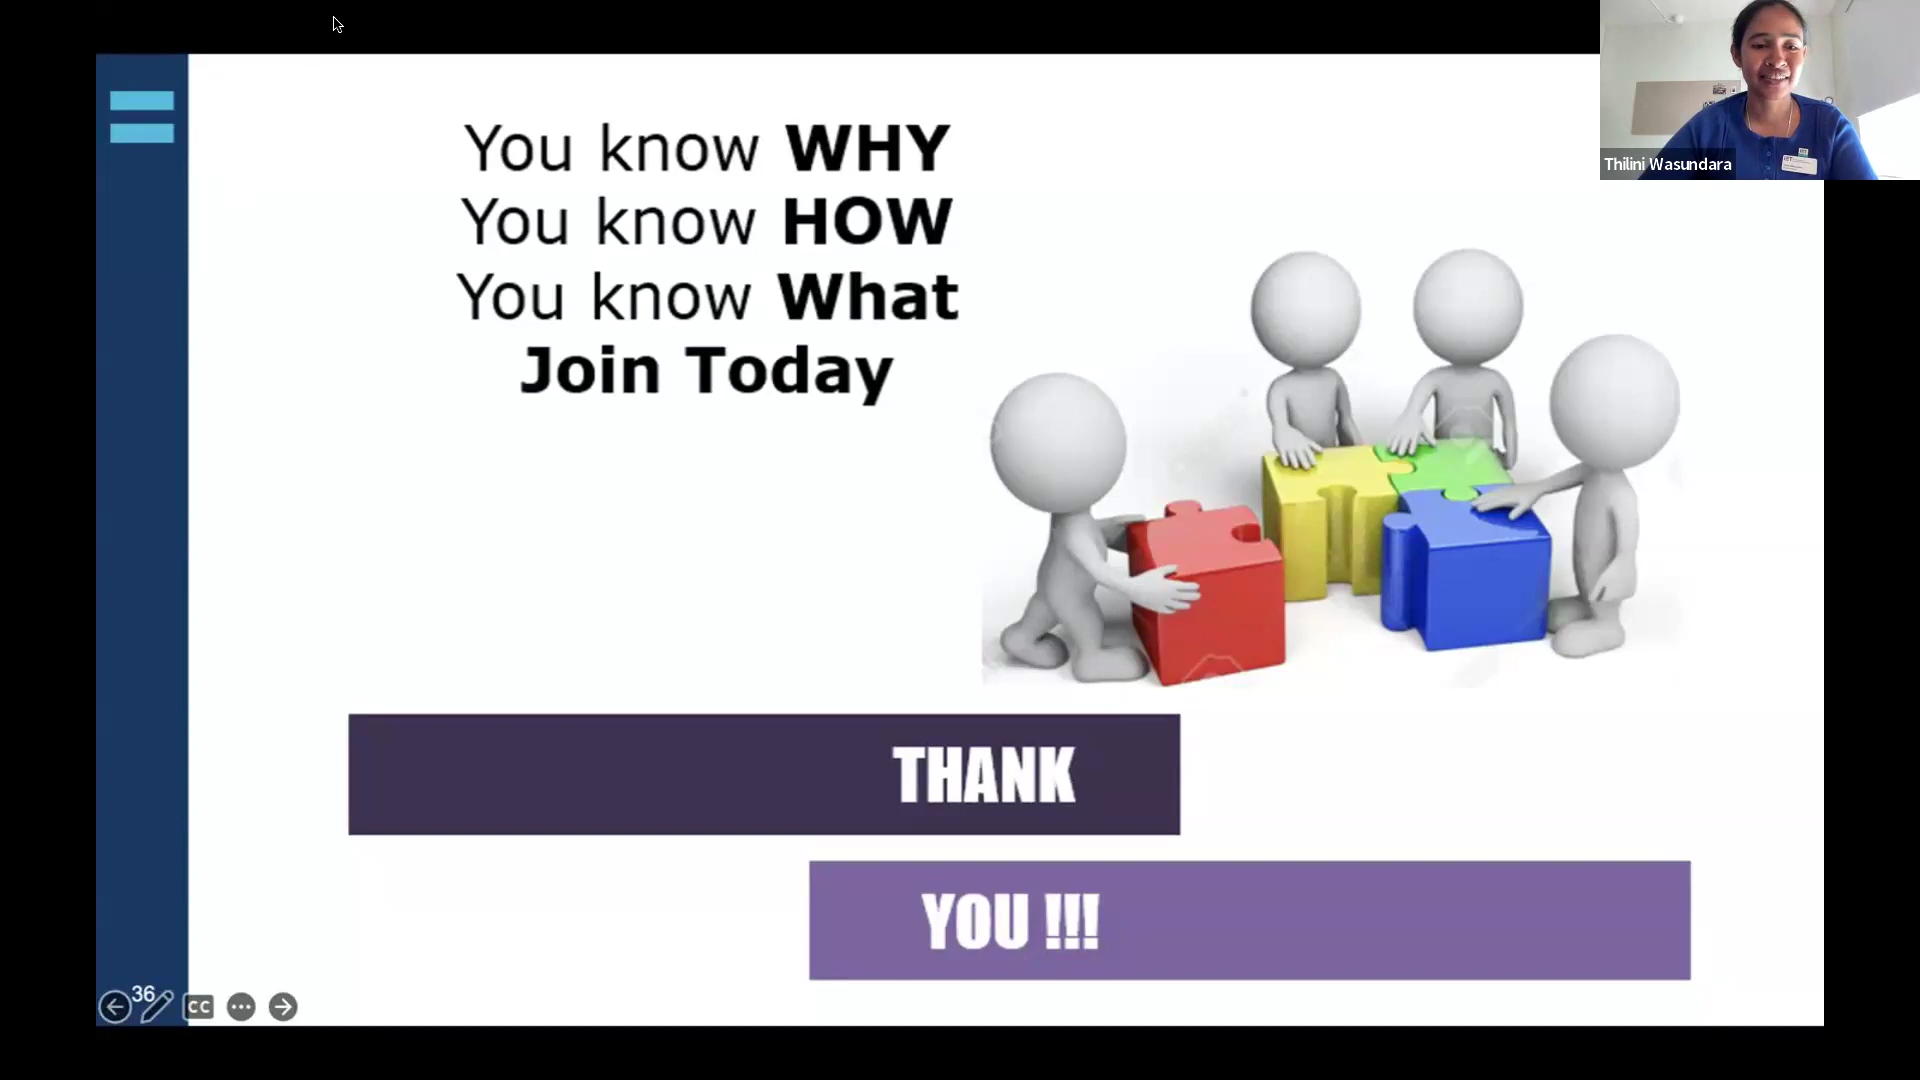 You know WHY
You know HOW
You know What
Join Today
THANK
YOU !!!
Thilini Wasundara
36
CC